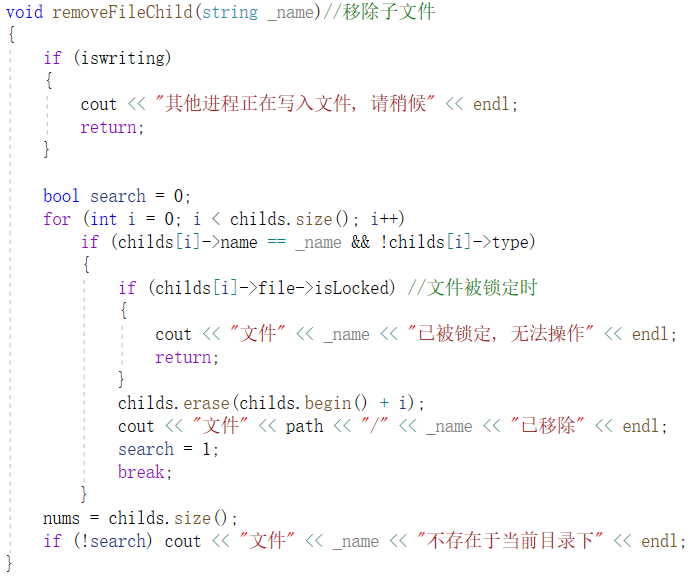 void removeFileChild(string _name)//移除子文件
{
    if (iswriting)
    {
        cout << "其他进程正在写入文件, 请稍候" << endl;
        return;
    }

    bool search = 0;
    for (int i = 0; i < childs.size(); i++)
        if (childs[i]->name == _name && !childs[i]->type)
        {
            if (childs[i]->file->isLocked) //文件被锁定时
            {
                cout << "文件" << _name << "已被锁定, 无法操作" << endl;
                return;
            }
            childs.erase(childs.begin() + i);
            cout << "文件" << path << "/" << _name << "已移除" << endl;
            search = 1;
            break;
        }
    nums = childs.size();
    if (!search) cout << "文件" << _name << "不存在于当前目录下" << endl;
}